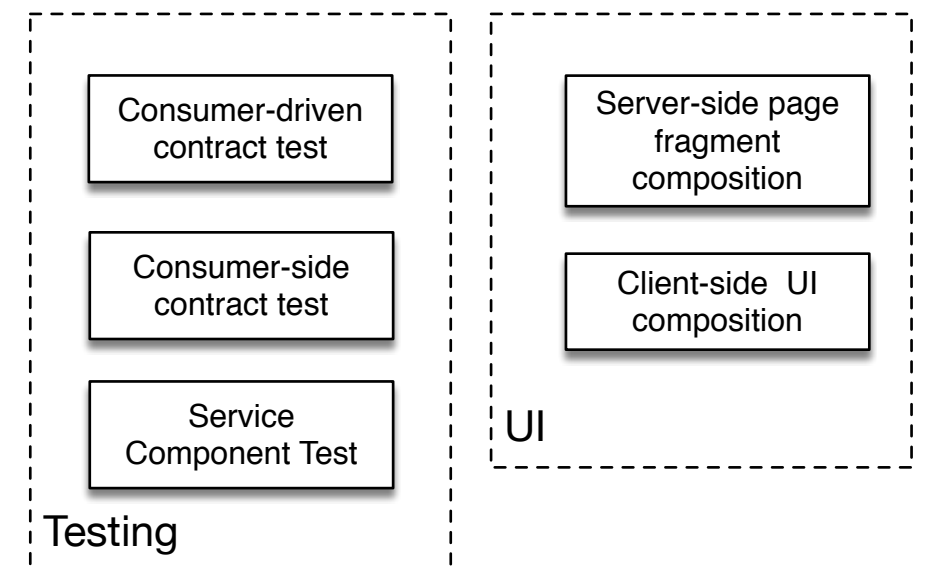 Consumer-driven
contract test
Consumer-side
contract test
Service
Component Test
Testing
Server-side page
fragment
composition
Client-side UI
composition
UI